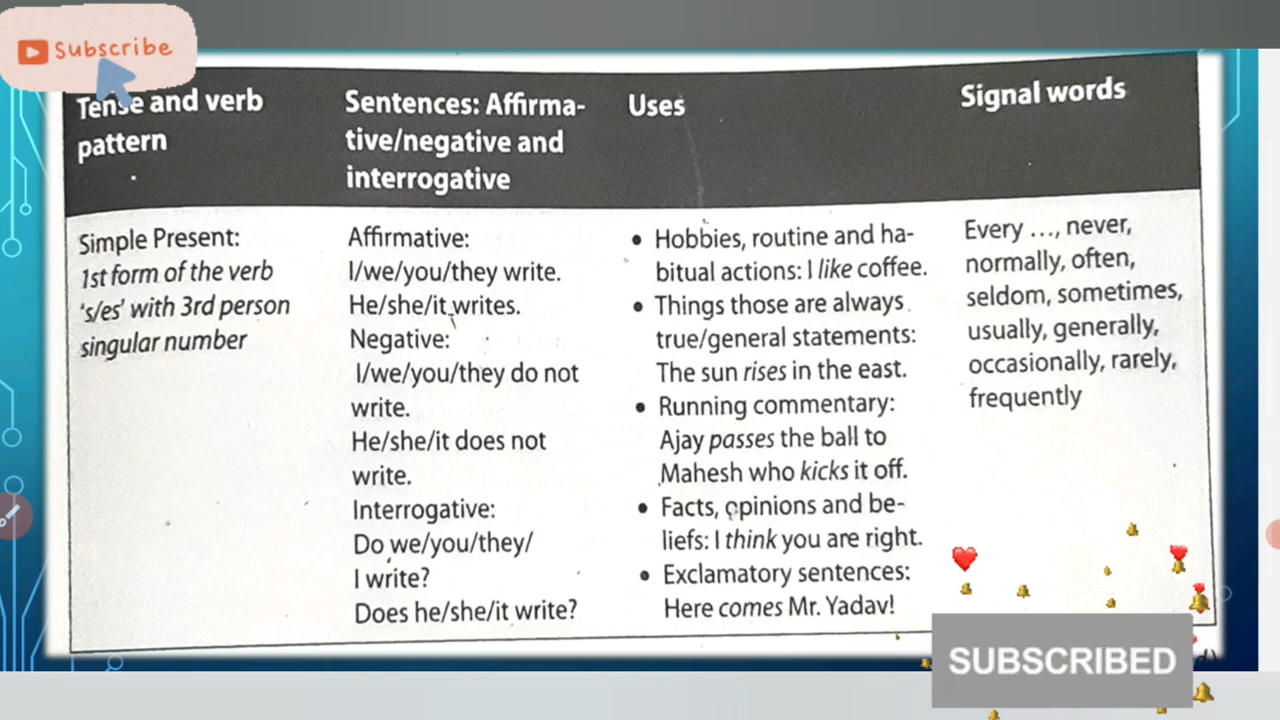 Subscribe
Tense and verb
pattern
Sentences: Affirma-
tive/negative and
interrogative
Uses
Signal words
Simple Present:
1st form of the verb
‘s/es’ with 3rd person
singular number
Affirmative:
I/we/you/they write.
He/she/it writes.
Negative:
I/we/you/they do not
write.
He/she/it does not
write.
Interrogative:
Do we/you/they/
I write?
Does he/she/it write?
• Hobbies, routine and ha-
bitual actions: I like coffee.
• Things those are always
true/general statements:
The sun rises in the east.
• Running commentary:
Ajay passes the ball to
Mahesh who kicks it off.
• Facts, opinions and be-
liefs: I think you are right.
• Exclamatory sentences:
Here comes Mr. Yadav!
Every ..., never,
normally, often,
seldom, sometimes,
usually, generally,
occasionally, rarely,
frequently
SUBSCRIBED